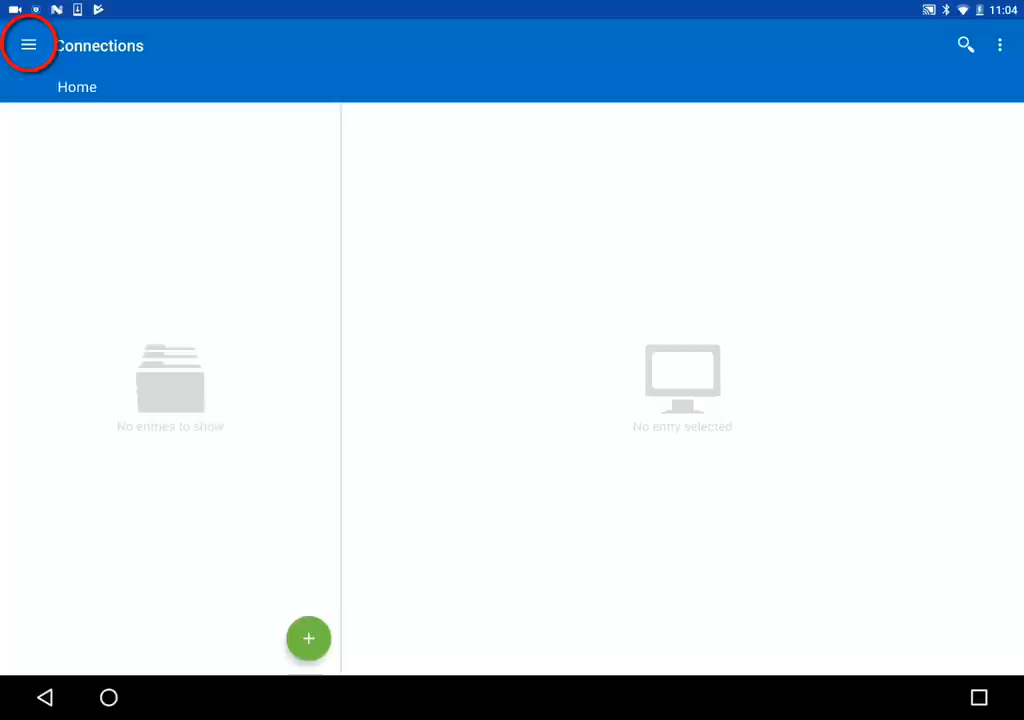 11:04
Connections
Home
No entries to show
No entry selected